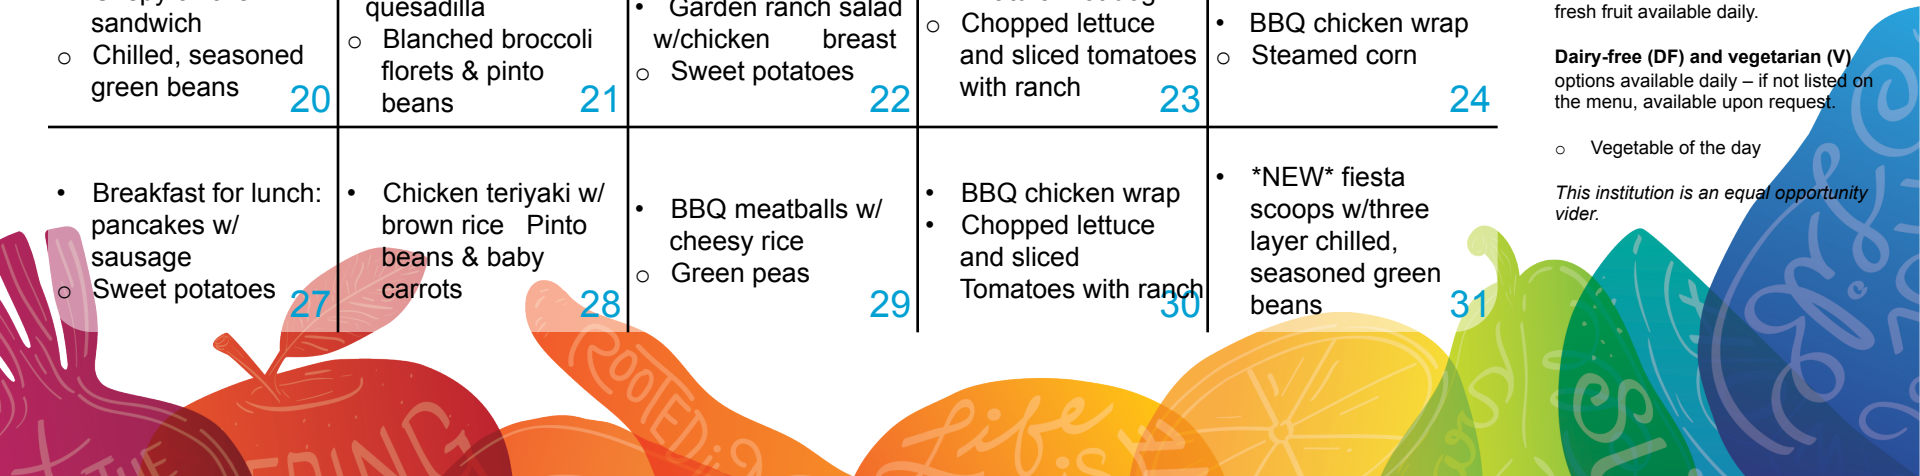 sandwich
○ Chilled, seasoned
green beans
20
quesadilla
○ Blanched broccoli
florets & pinto
beans
21
• Garden ranch salad
w/chicken breast
○ Sweet potatoes
22
○ Chopped lettuce
and sliced tomatoes
with ranch
23
• BBQ chicken wrap
○ Steamed corn
24
• Breakfast for lunch:
pancakes w/
sausage
○ Sweet potatoes
27
• Chicken teriyaki w/
brown rice Pinto
beans & baby
carrots
28
• BBQ meatballs w/
cheesy rice
○ Green peas
29
• BBQ chicken wrap
• Chopped lettuce
and sliced
Tomatoes with ranch
30
• *NEW* fiesta
scoops w/three
layer chilled,
seasoned green
beans
31
fresh fruit available daily.
Dairy-free (DF) and vegetarian (V)
options available daily – if not listed on
the menu, available upon request.
○ Vegetable of the day
This institution is an equal opportunity
vider.
THE
ROOTED in
Life
is